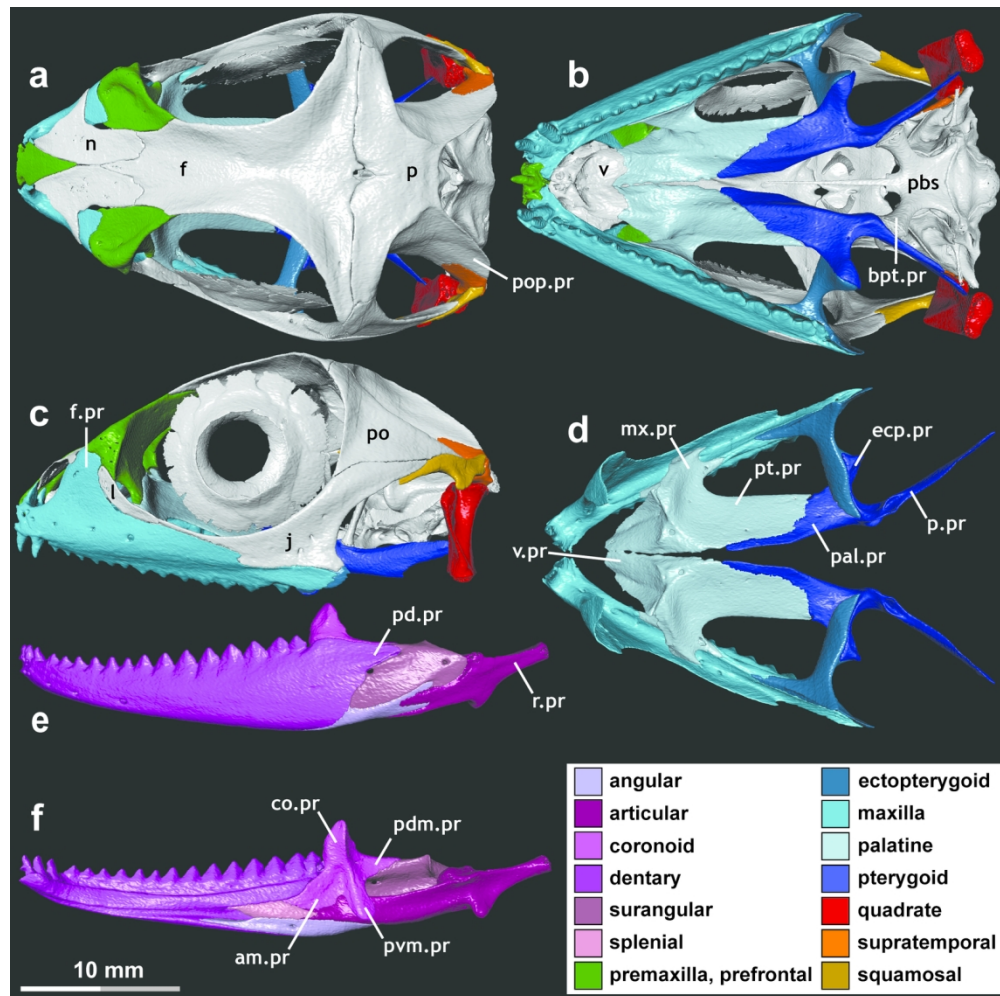 a
n
f
p
pop.pr
b
v
pbs
bpt.pr
c
f.pr
l
po
j
d
mx.pr
pt.pr
ecp.pr
v.pr
pal.pr
p.pr
e
pd.pr
r.pr
f
co.pr
pdm.pr
am.pr
pvm.pr
10 mm
angular
articular
coronoid
dentary
surangular
splenial
premaxilla, prefrontal
ectopterygoid
maxilla
palatine
pterygoid
quadrate
supratemporal
squamosal